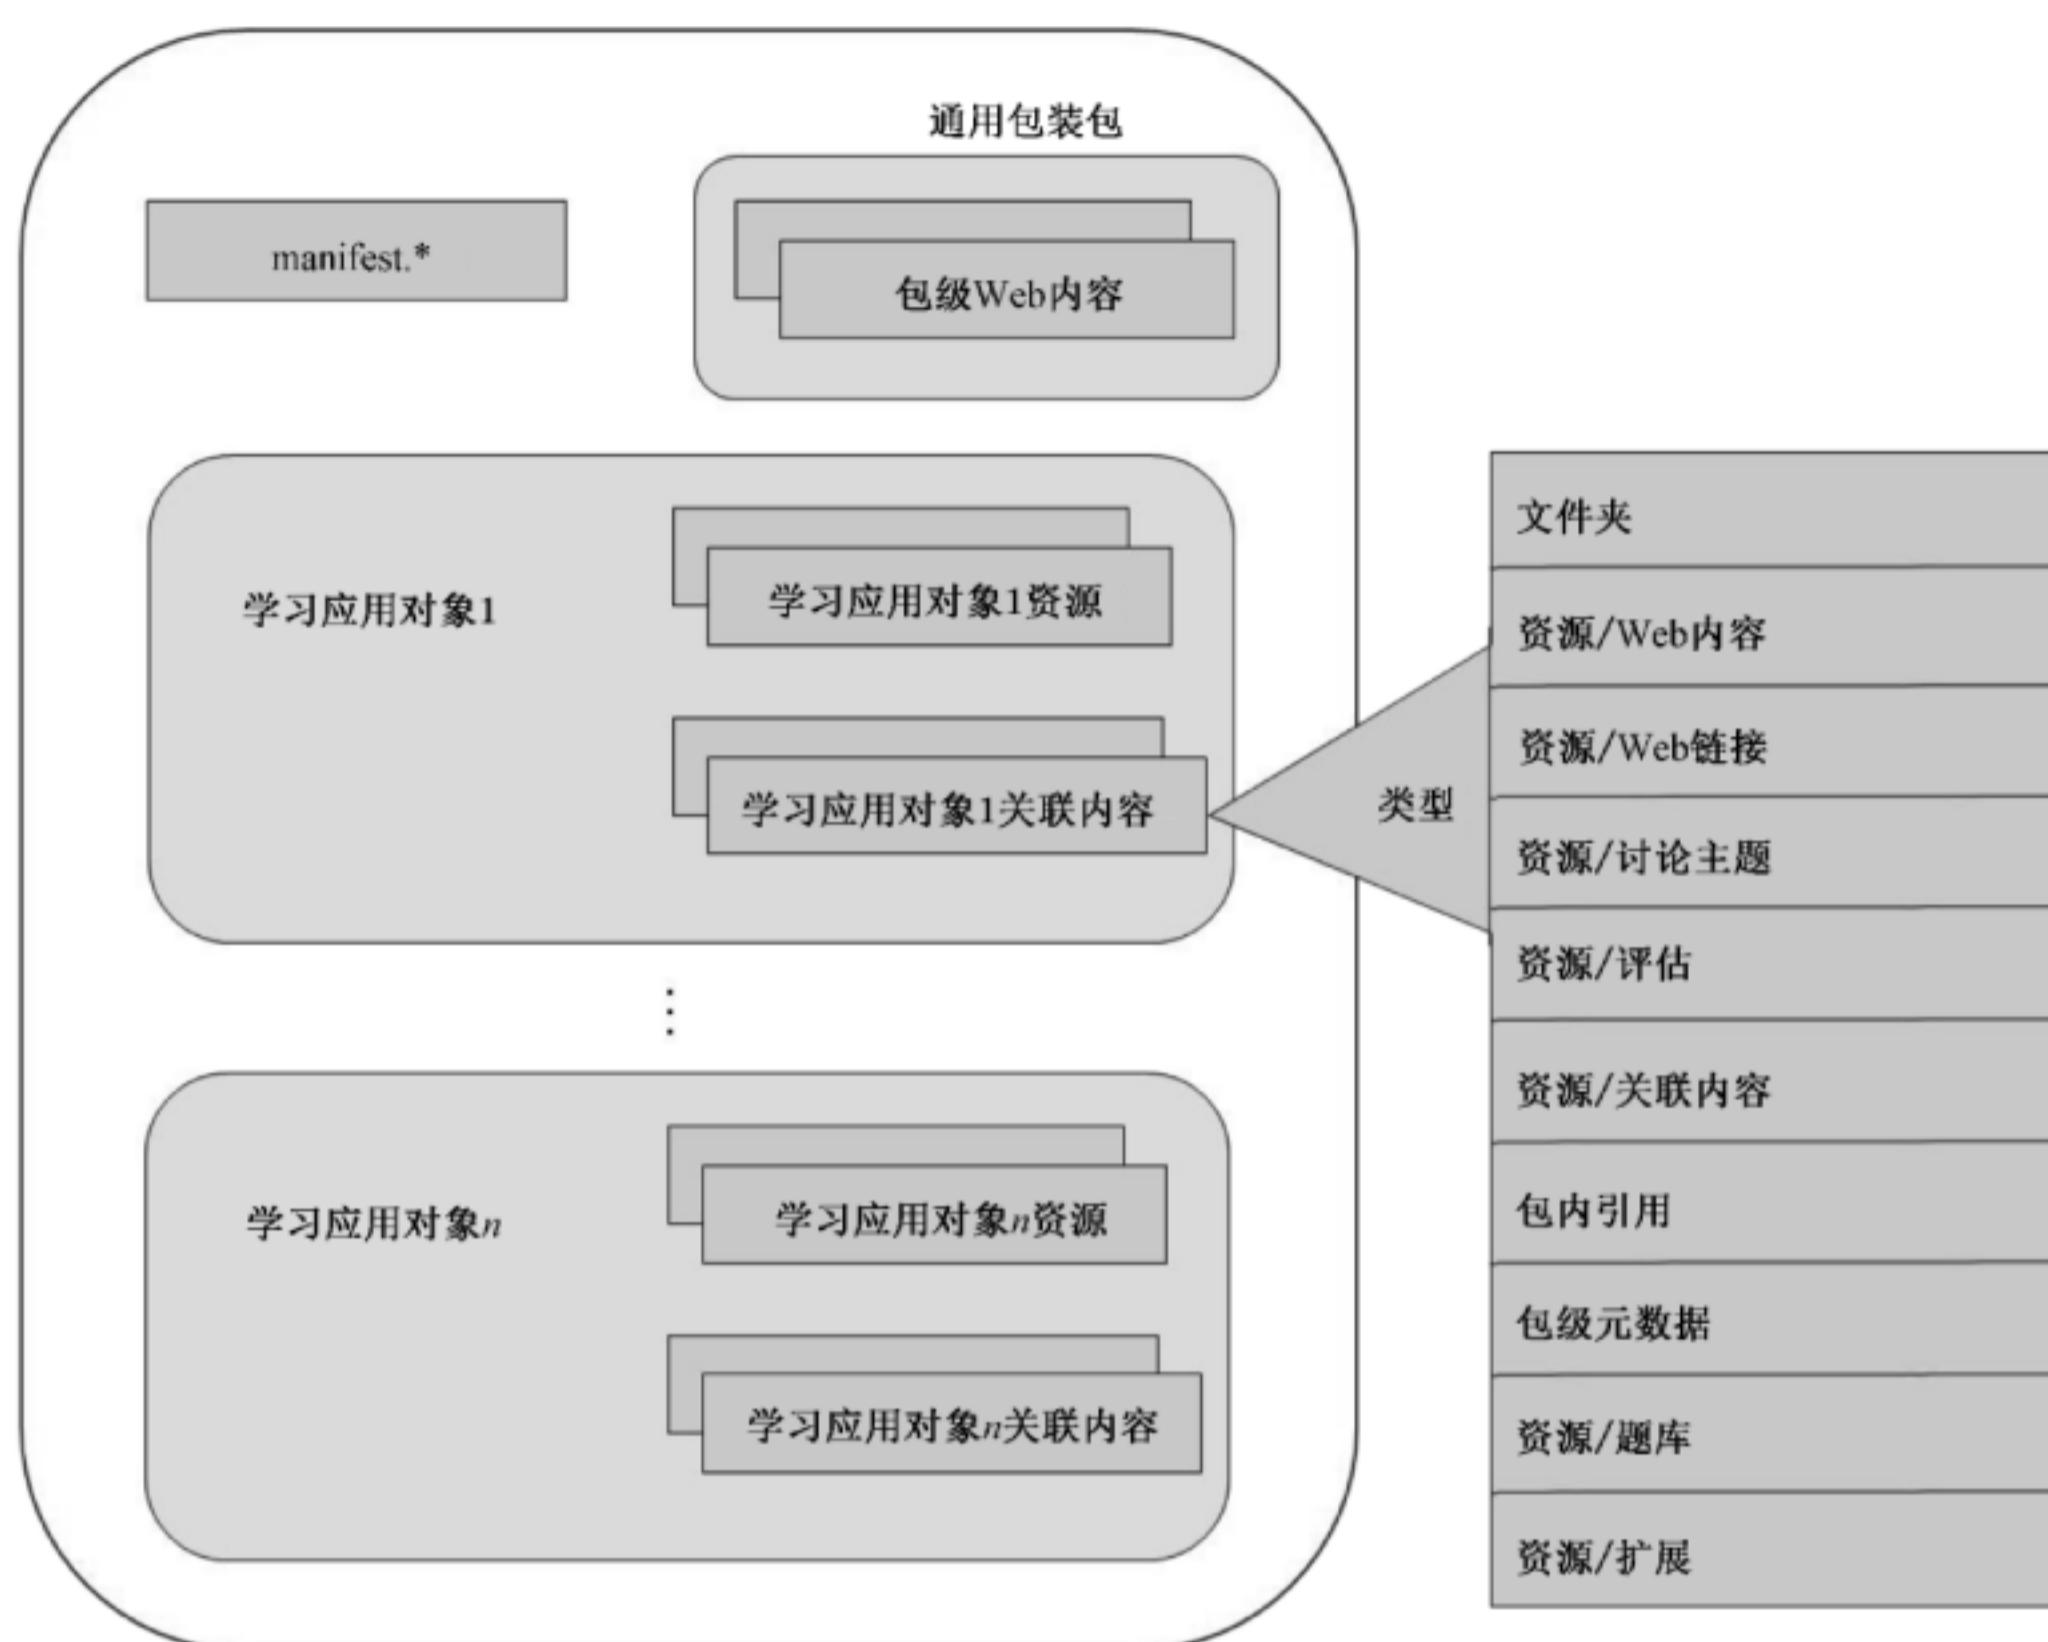 通用包装包
manifest.*
包级Web内容
学习应用对象1
学习应用对象1资源
学习应用对象1关联内容
⋮
学习应用对象n
学习应用对象n资源
学习应用对象n关联内容
类型
文件夹
资源/Web内容
资源/Web链接
资源/讨论主题
资源/评估
资源/关联内容
包内引用
包级元数据
资源/题库
资源/扩展